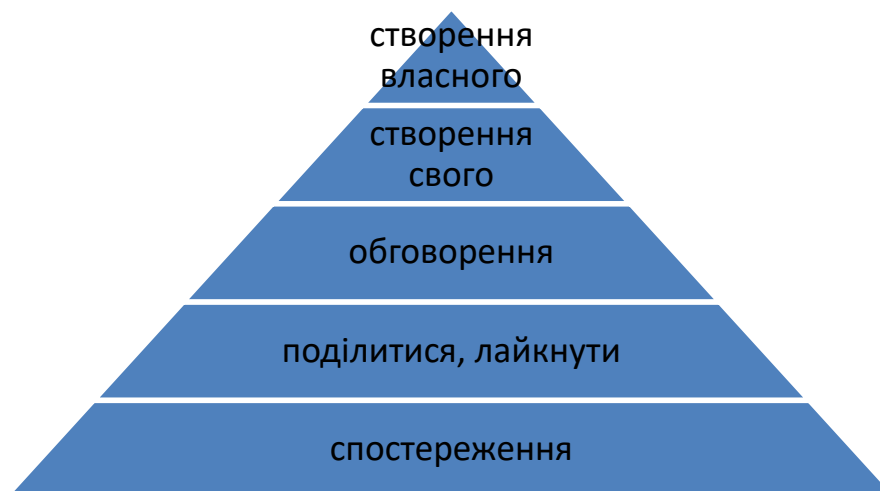 створення
власного
створення
свого
обговорення
поділитися, лайкнути
спостереження